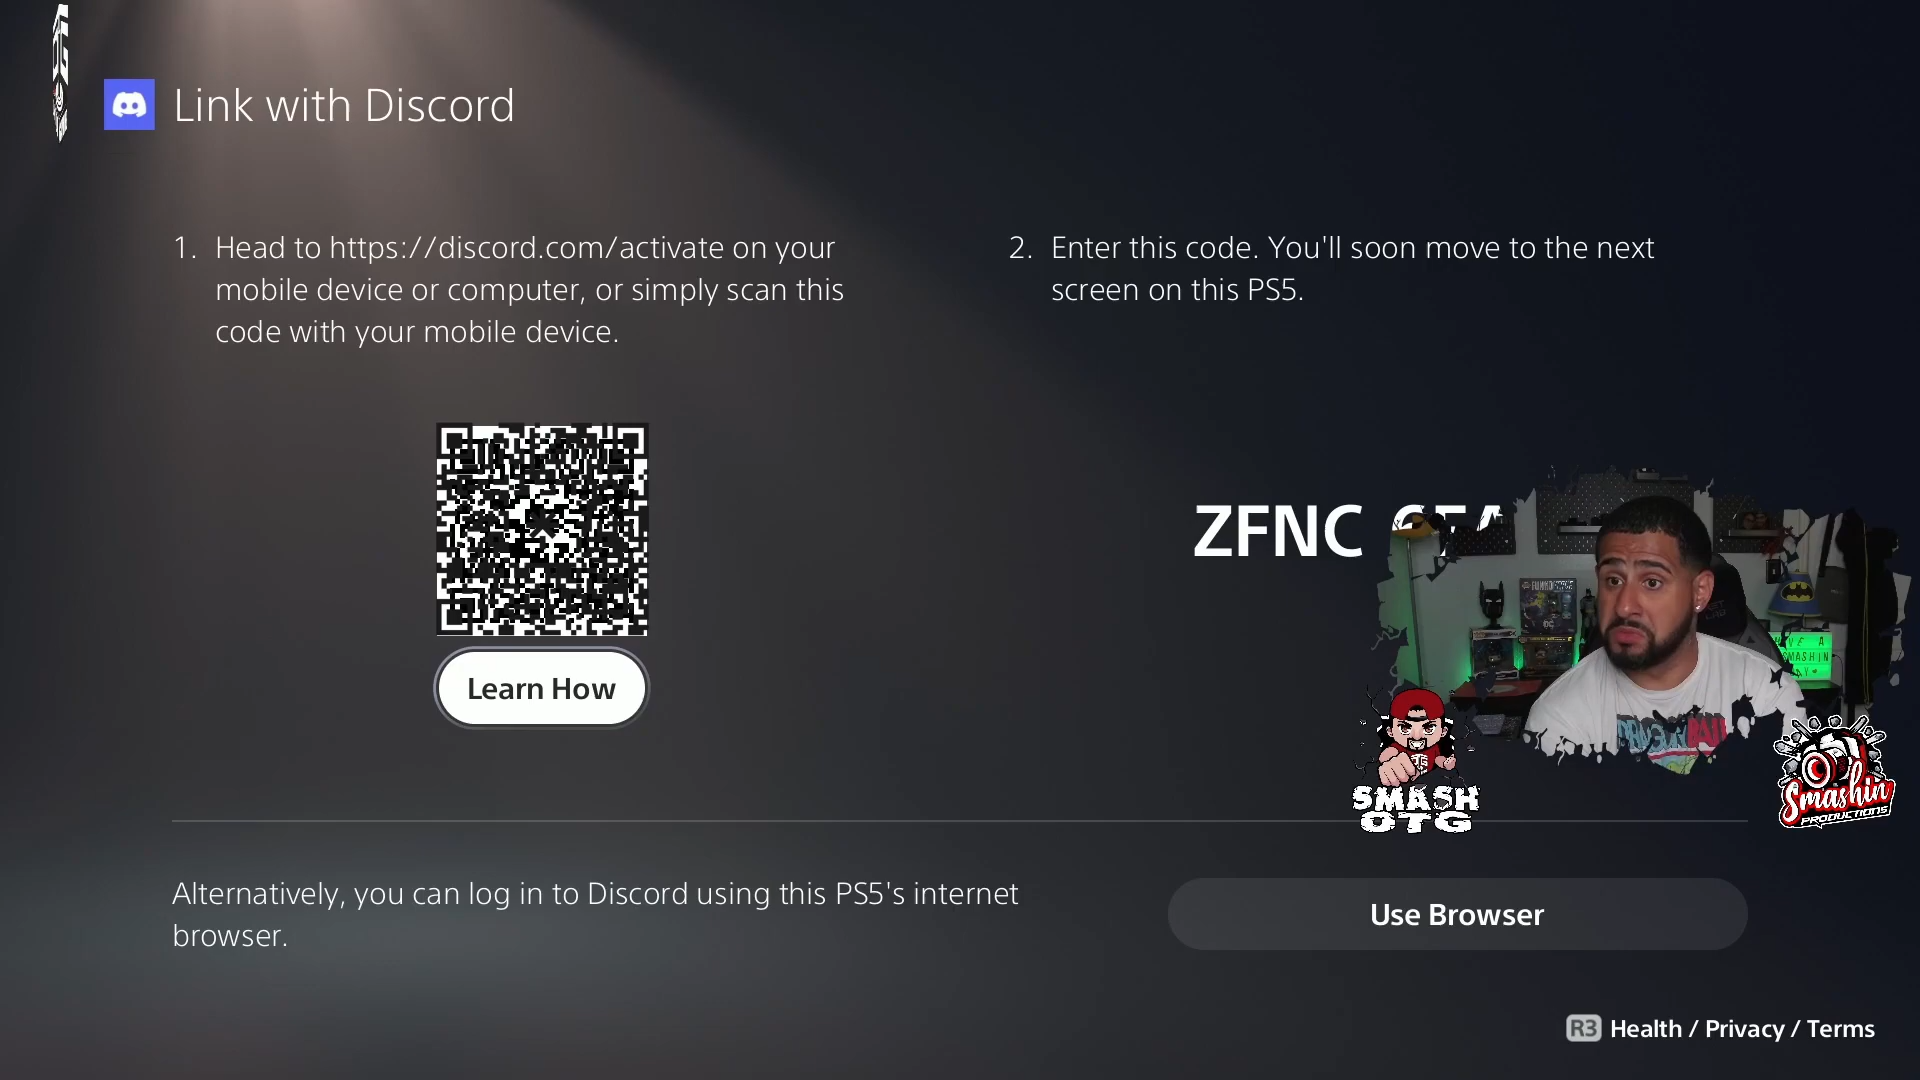 Link with Discord
1. Head to https://discord.com/activate on your
mobile device or computer, or simply scan this
code with your mobile device.
2. Enter this code. You'll soon move to the next
screen on this PS5.
ZFNC
Learn How
SMASH
OTG
Smashin
PRODUCTIONS
Alternatively, you can log in to Discord using this PS5's internet
browser.
Use Browser
R3 Health / Privacy / Terms